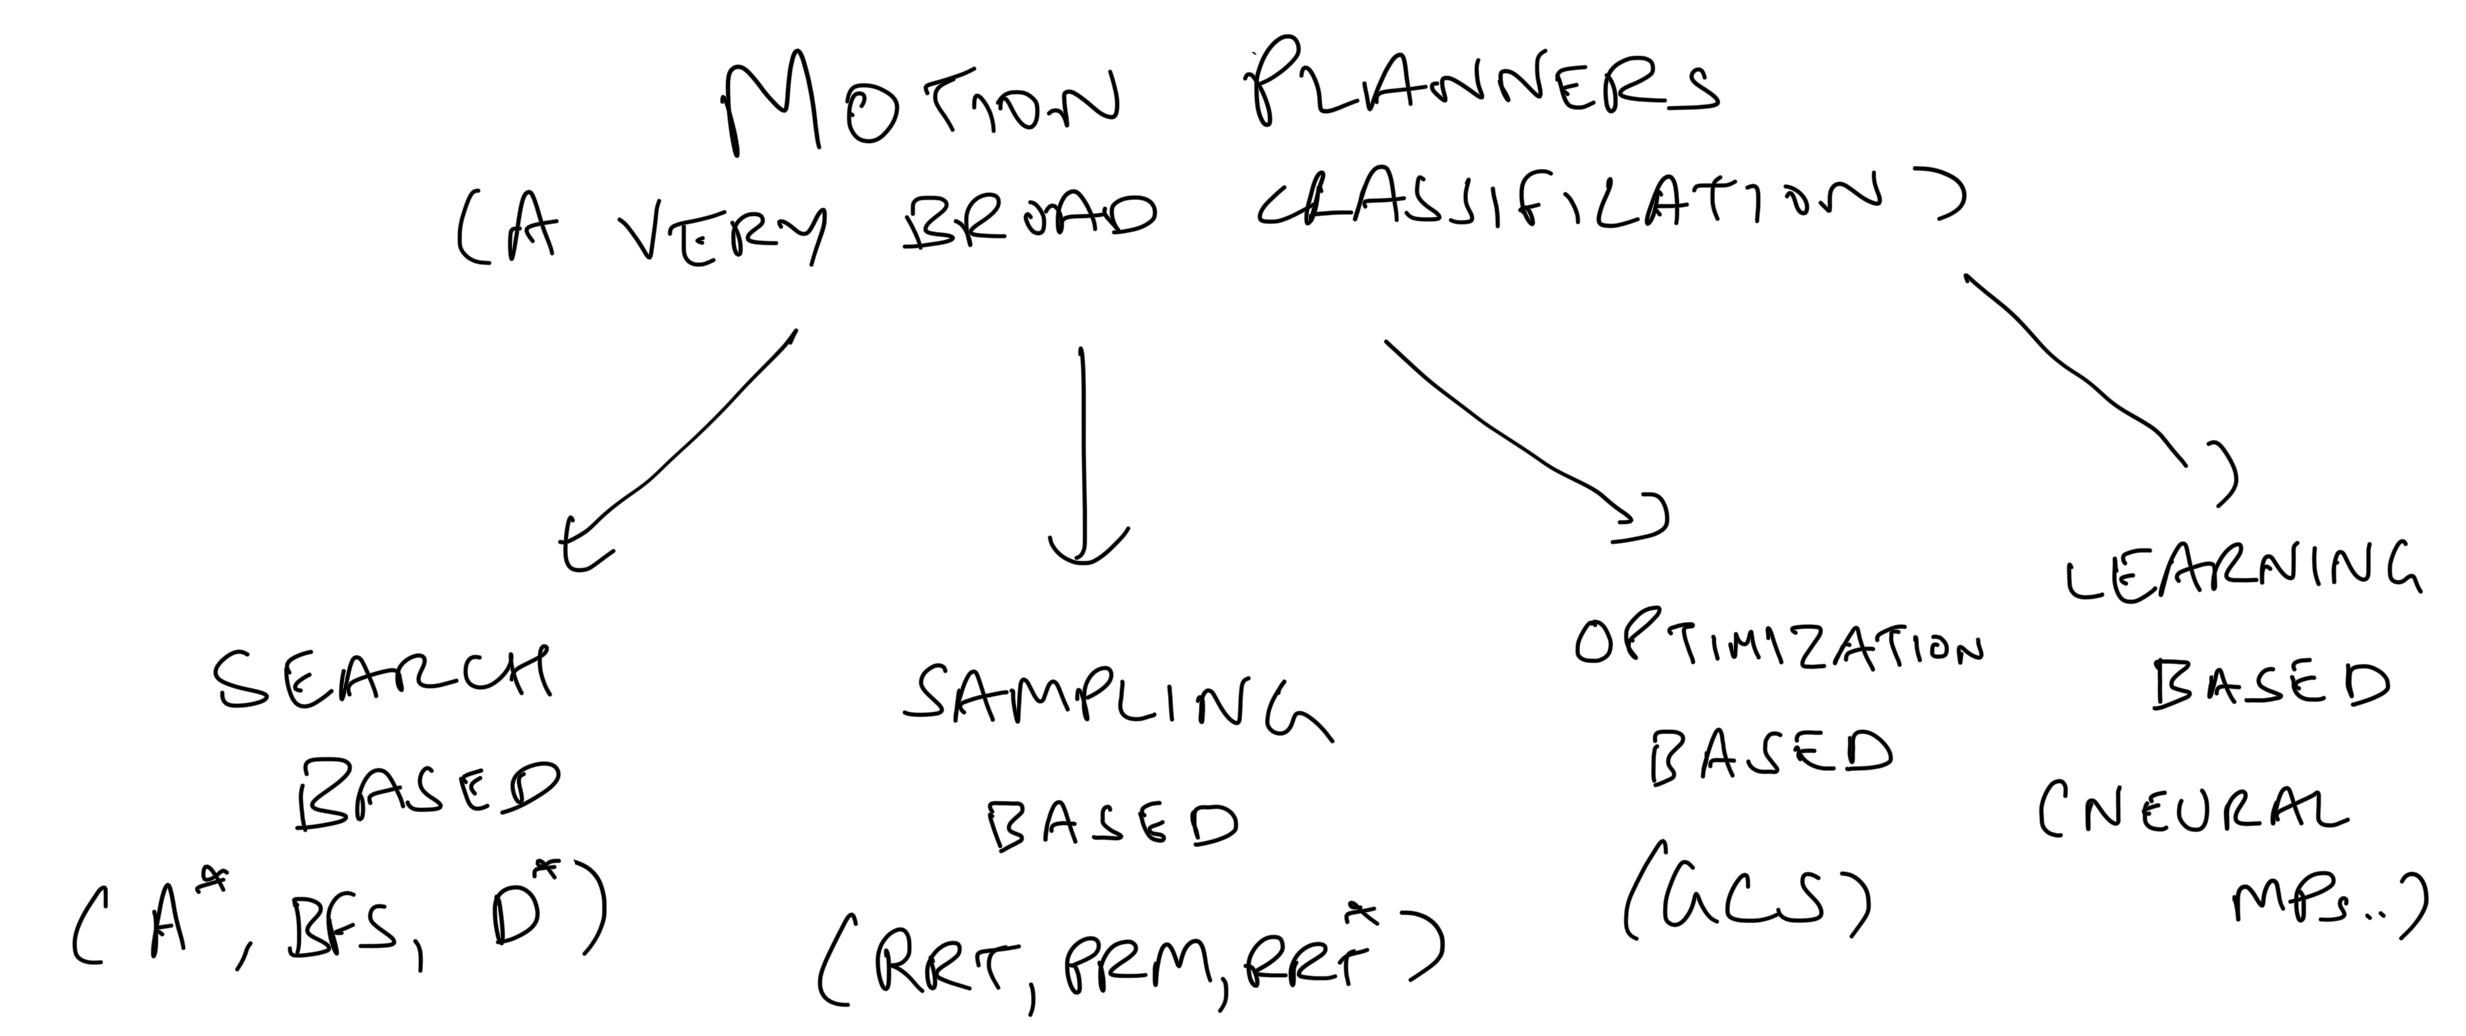 MOTION PLANNERS
(A VERY BROAD CLASSIFICATION)
SEARCH
BASED
(A*, BFS, D*)
SAMPLING
BASED
(RRT, PRM, RRT*)
OPTIMIZATION
BASED
(GCS)
LEARNING
BASED
(NEURAL
MPs..)